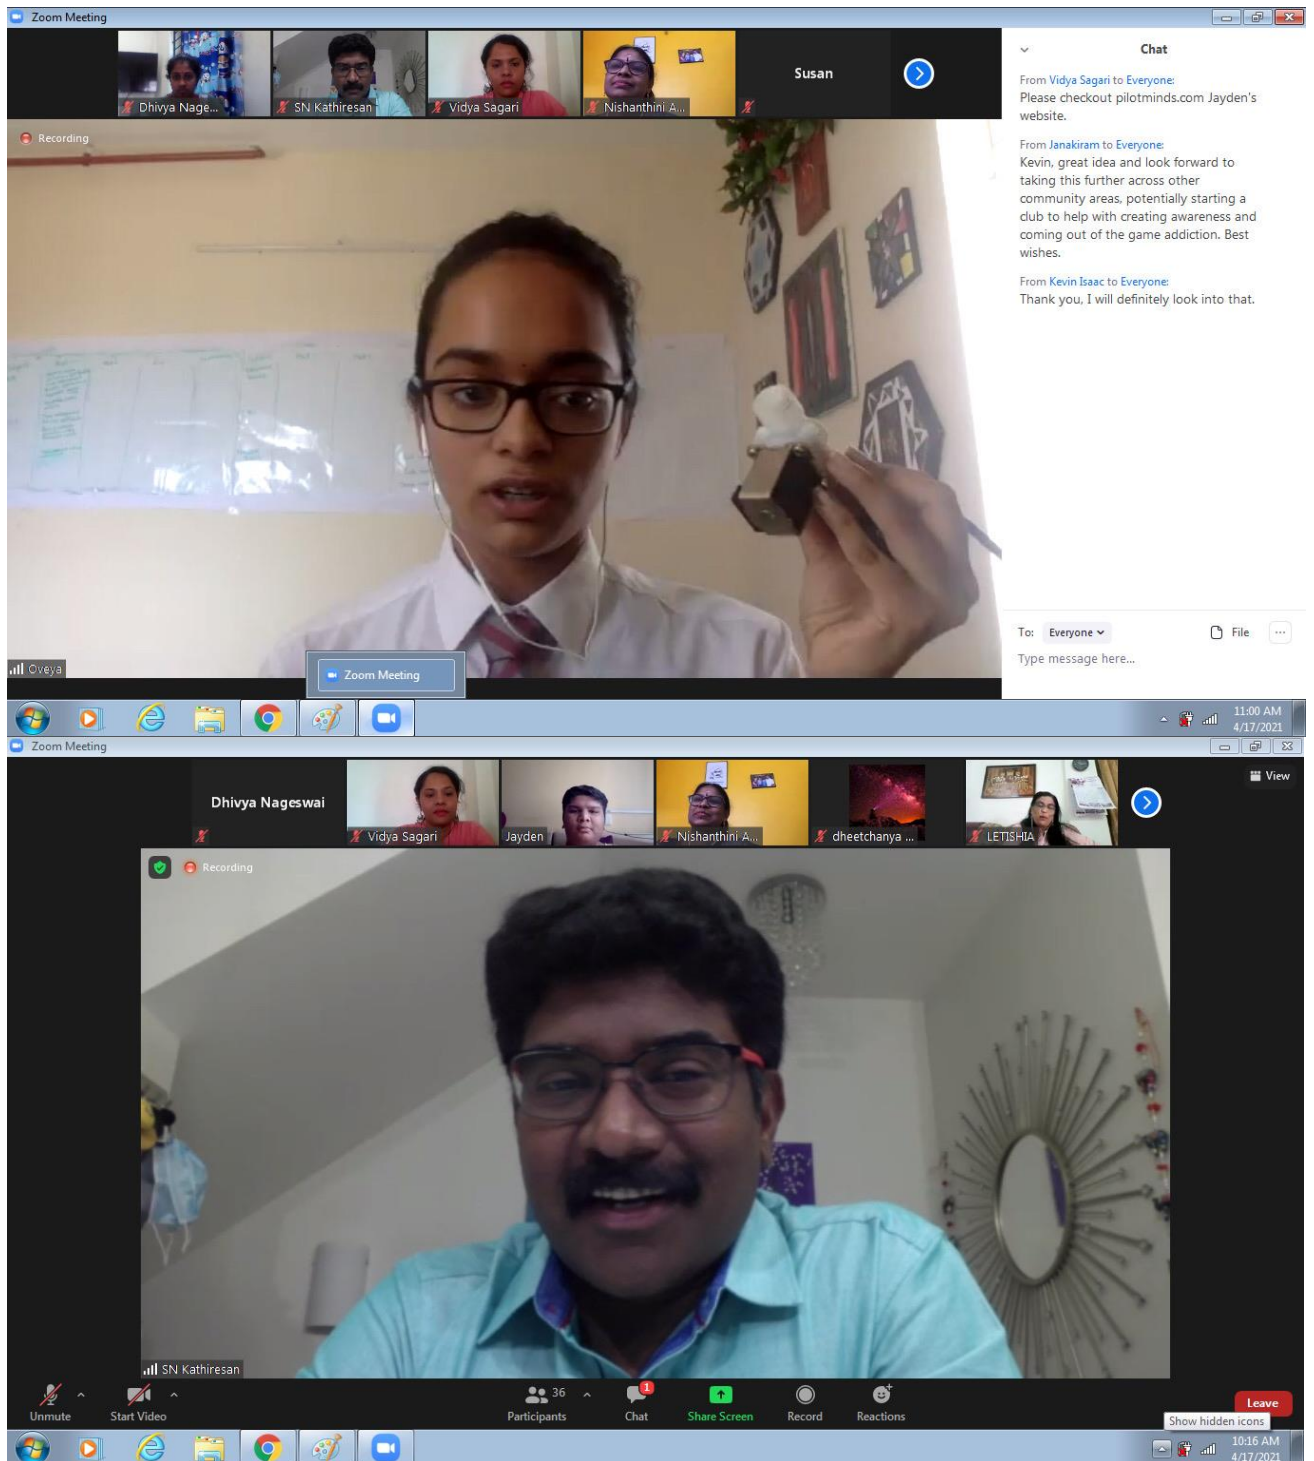 Zoom Meeting
Dhivya Nage...
SN Kathiresan
Vidya Sagari
Nishanthini A...
Susan
Chat
From Vidya Sagari to Everyone:
Please checkout pilotminds.com Jayden's
website.
From Janakiram to Everyone:
Kevin, great idea and look forward to
taking this further across other
community areas, potentially starting a
club to help with creating awareness and
coming out of the game addiction. Best
wishes.
From Kevin Isaac to Everyone:
Thank you, I will definitely look into that.
Recording
Oveya
Zoom Meeting
To: Everyone
File
Type message here...
11:00 AM
4/17/2021
Zoom Meeting
View
Dhivya Nageswai
Vidya Sagari
Jayden
Nishanthini A...
dheetchanya ...
LETISHIA
Recording
SN Kathiresan
Unmute
Start Video
36
Participants
1
Chat
Share Screen
Record
Reactions
Leave
Show hidden icons
10:16 AM
4/17/2021